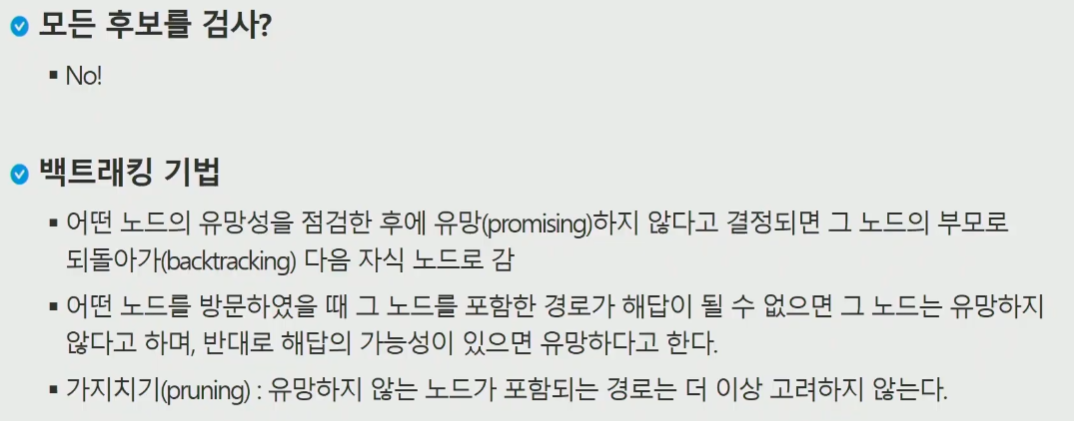 모든 후보를 검사?
▪ No!
백트래킹 기법
▪ 어떤 노드의 유망성을 점검한 후에 유망(promising)하지 않다고 결정되면 그 노드의 부모로
되돌아가(backtracking) 다음 자식 노드로 감
▪ 어떤 노드를 방문하였을 때 그 노드를 포함한 경로가 해답이 될 수 없으면 그 노드는 유망하지
않다고 하며, 반대로 해답의 가능성이 있으면 유망하다고 한다.
▪ 가지치기(pruning) : 유망하지 않는 노드가 포함되는 경로는 더 이상 고려하지 않는다.